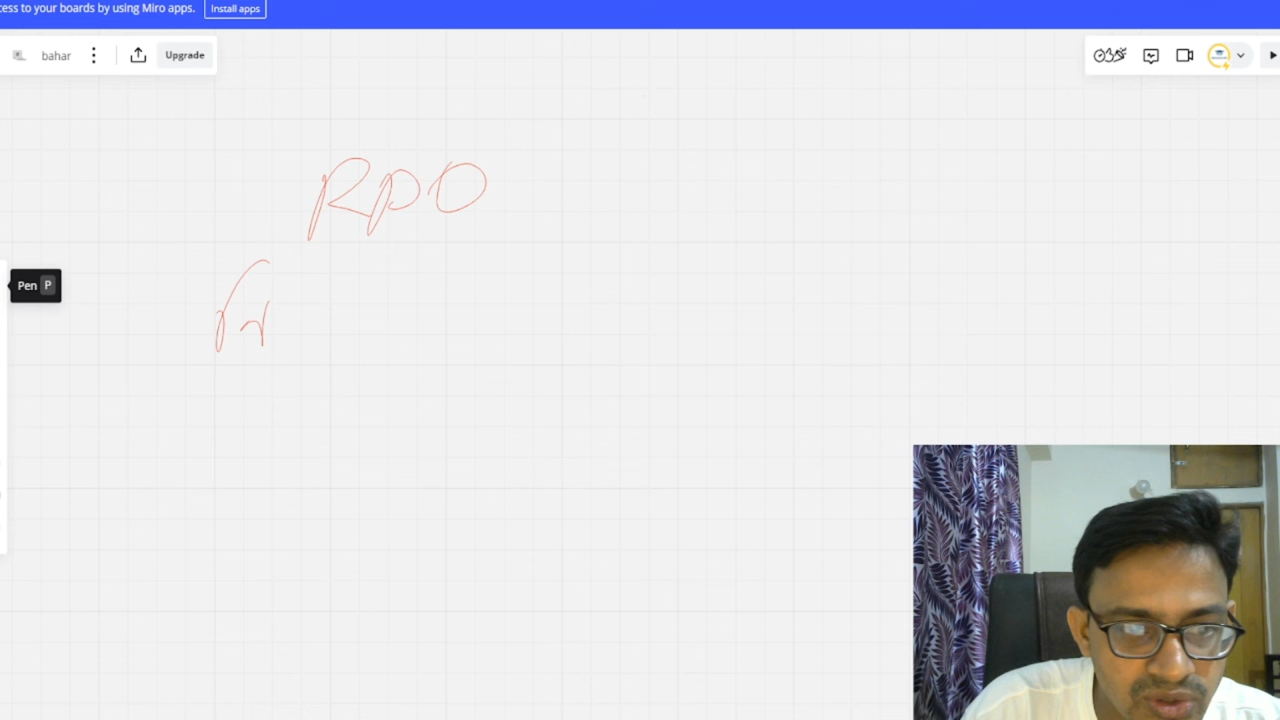 cess to your boards by using Miro apps. Install apps
bahar Upgrade
RPO
Pen P